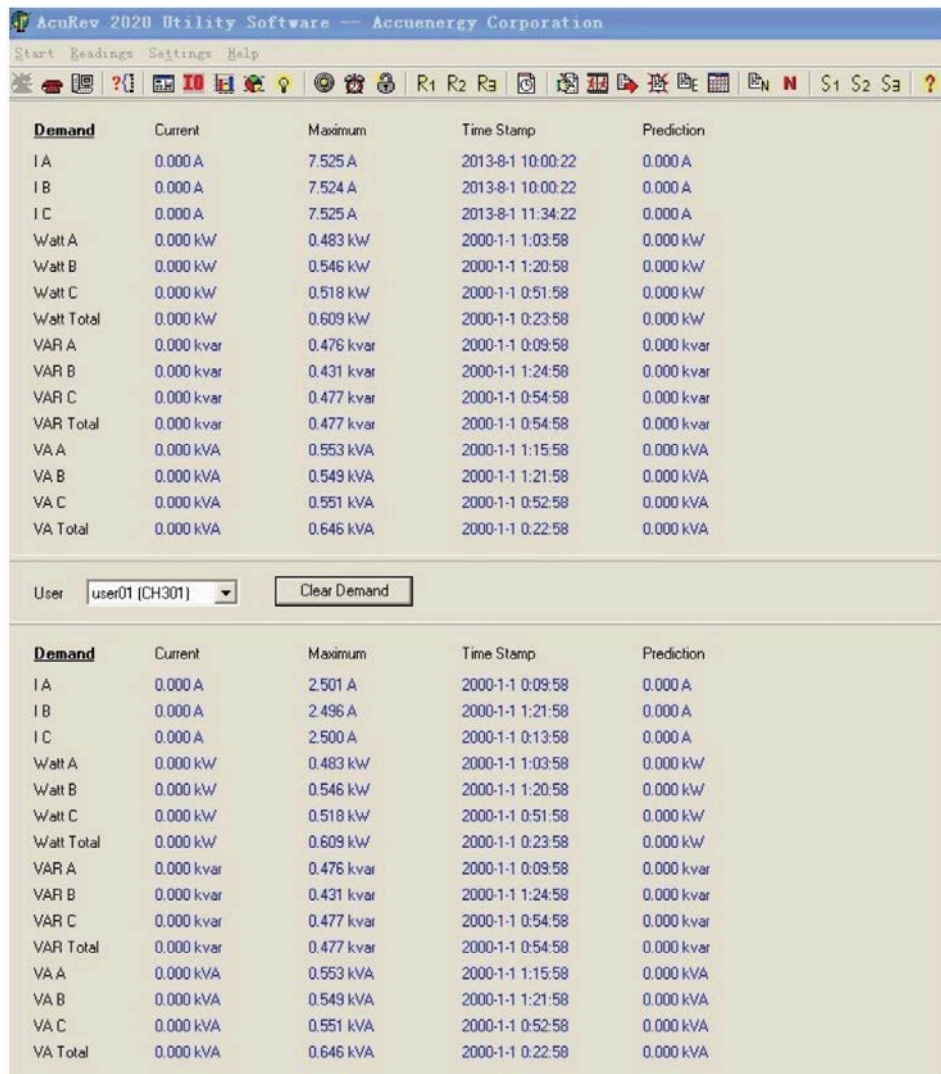 AcuRev 2020 Utility Software -- Accuenergy Corporation
Start Readings Settings Help
?{} IO R1 R2 R3 E N N S1 S2 S3 ?
Demand Current Maximum Time Stamp Prediction
I A 0.000 A 7.525 A 2013-8-1 10:00:22 0.000 A
I B 0.000 A 7.524 A 2013-8-1 10:00:22 0.000 A
I C 0.000 A 7.525 A 2013-8-1 11:34:22 0.000 A
Watt A 0.000 kW 0.483 kW 2000-1-1 1:03:58 0.000 kW
Watt B 0.000 kW 0.546 kW 2000-1-1 1:20:58 0.000 kW
Watt C 0.000 kW 0.518 kW 2000-1-1 0:51:58 0.000 kW
Watt Total 0.000 kW 0.609 kW 2000-1-1 0:23:58 0.000 kW
VAR A 0.000 kvar 0.476 kvar 2000-1-1 0:09:58 0.000 kvar
VAR B 0.000 kvar 0.431 kvar 2000-1-1 1:24:58 0.000 kvar
VAR C 0.000 kvar 0.477 kvar 2000-1-1 0:54:58 0.000 kvar
VAR Total 0.000 kvar 0.477 kvar 2000-1-1 0:54:58 0.000 kvar
VA A 0.000 kVA 0.553 kVA 2000-1-1 1:15:58 0.000 kVA
VA B 0.000 kVA 0.549 kVA 2000-1-1 1:21:58 0.000 kVA
VA C 0.000 kVA 0.551 kVA 2000-1-1 0:52:58 0.000 kVA
VA Total 0.000 kVA 0.646 kVA 2000-1-1 0:22:58 0.000 kVA
User user01 (CH301) Clear Demand
Demand Current Maximum Time Stamp Prediction
I A 0.000 A 2.501 A 2000-1-1 0:09:58 0.000 A
I B 0.000 A 2.496 A 2000-1-1 1:21:58 0.000 A
I C 0.000 A 2.500 A 2000-1-1 0:13:58 0.000 A
Watt A 0.000 kW 0.483 kW 2000-1-1 1:03:58 0.000 kW
Watt B 0.000 kW 0.546 kW 2000-1-1 1:20:58 0.000 kW
Watt C 0.000 kW 0.518 kW 2000-1-1 0:51:58 0.000 kW
Watt Total 0.000 kW 0.609 kW 2000-1-1 0:23:58 0.000 kW
VAR A 0.000 kvar 0.476 kvar 2000-1-1 0:09:58 0.000 kvar
VAR B 0.000 kvar 0.431 kvar 2000-1-1 1:24:58 0.000 kvar
VAR C 0.000 kvar 0.477 kvar 2000-1-1 0:54:58 0.000 kvar
VAR Total 0.000 kvar 0.477 kvar 2000-1-1 0:54:58 0.000 kvar
VA A 0.000 kVA 0.553 kVA 2000-1-1 1:15:58 0.000 kVA
VA B 0.000 kVA 0.549 kVA 2000-1-1 1:21:58 0.000 kVA
VA C 0.000 kVA 0.551 kVA 2000-1-1 0:52:58 0.000 kVA
VA Total 0.000 kVA 0.646 kVA 2000-1-1 0:22:58 0.000 kVA